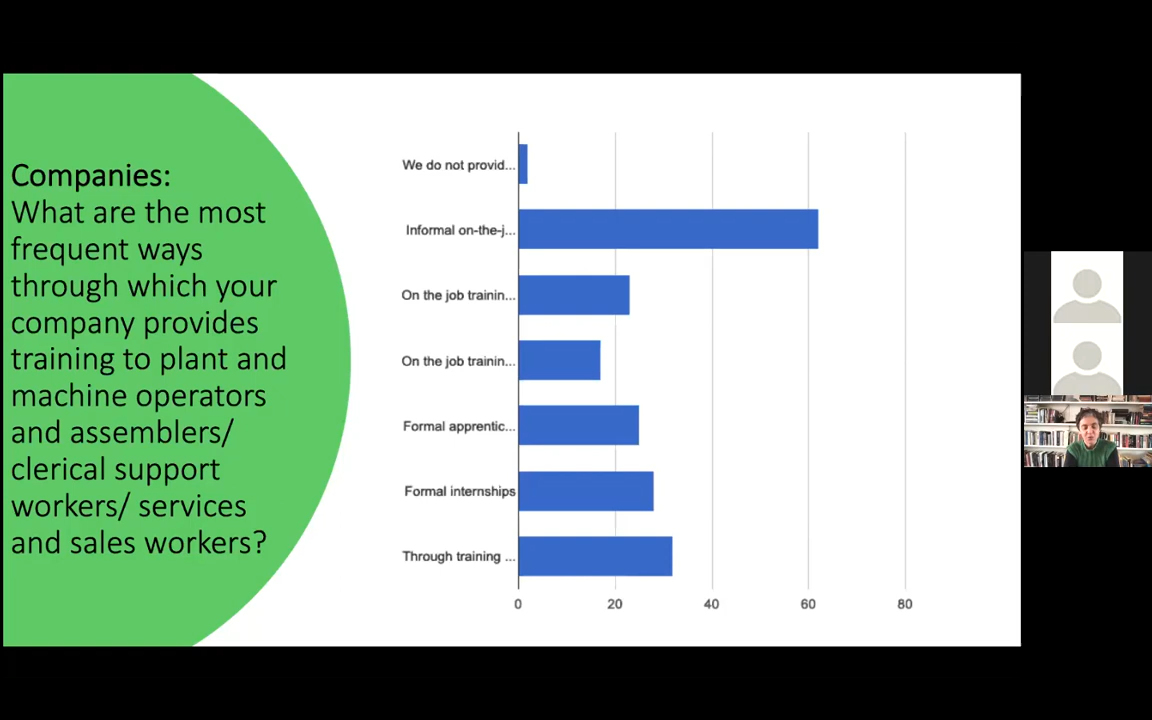 Companies:
What are the most
frequent ways
through which your
company provides
training to plant and
machine operators
and assemblers/
clerical support
workers/ services
and sales workers?
We do not provid...
Informal on-the-j...
On the job trainin...
On the job trainin...
Formal apprentic...
Formal internships
Through training ...
0 20 40 60 80